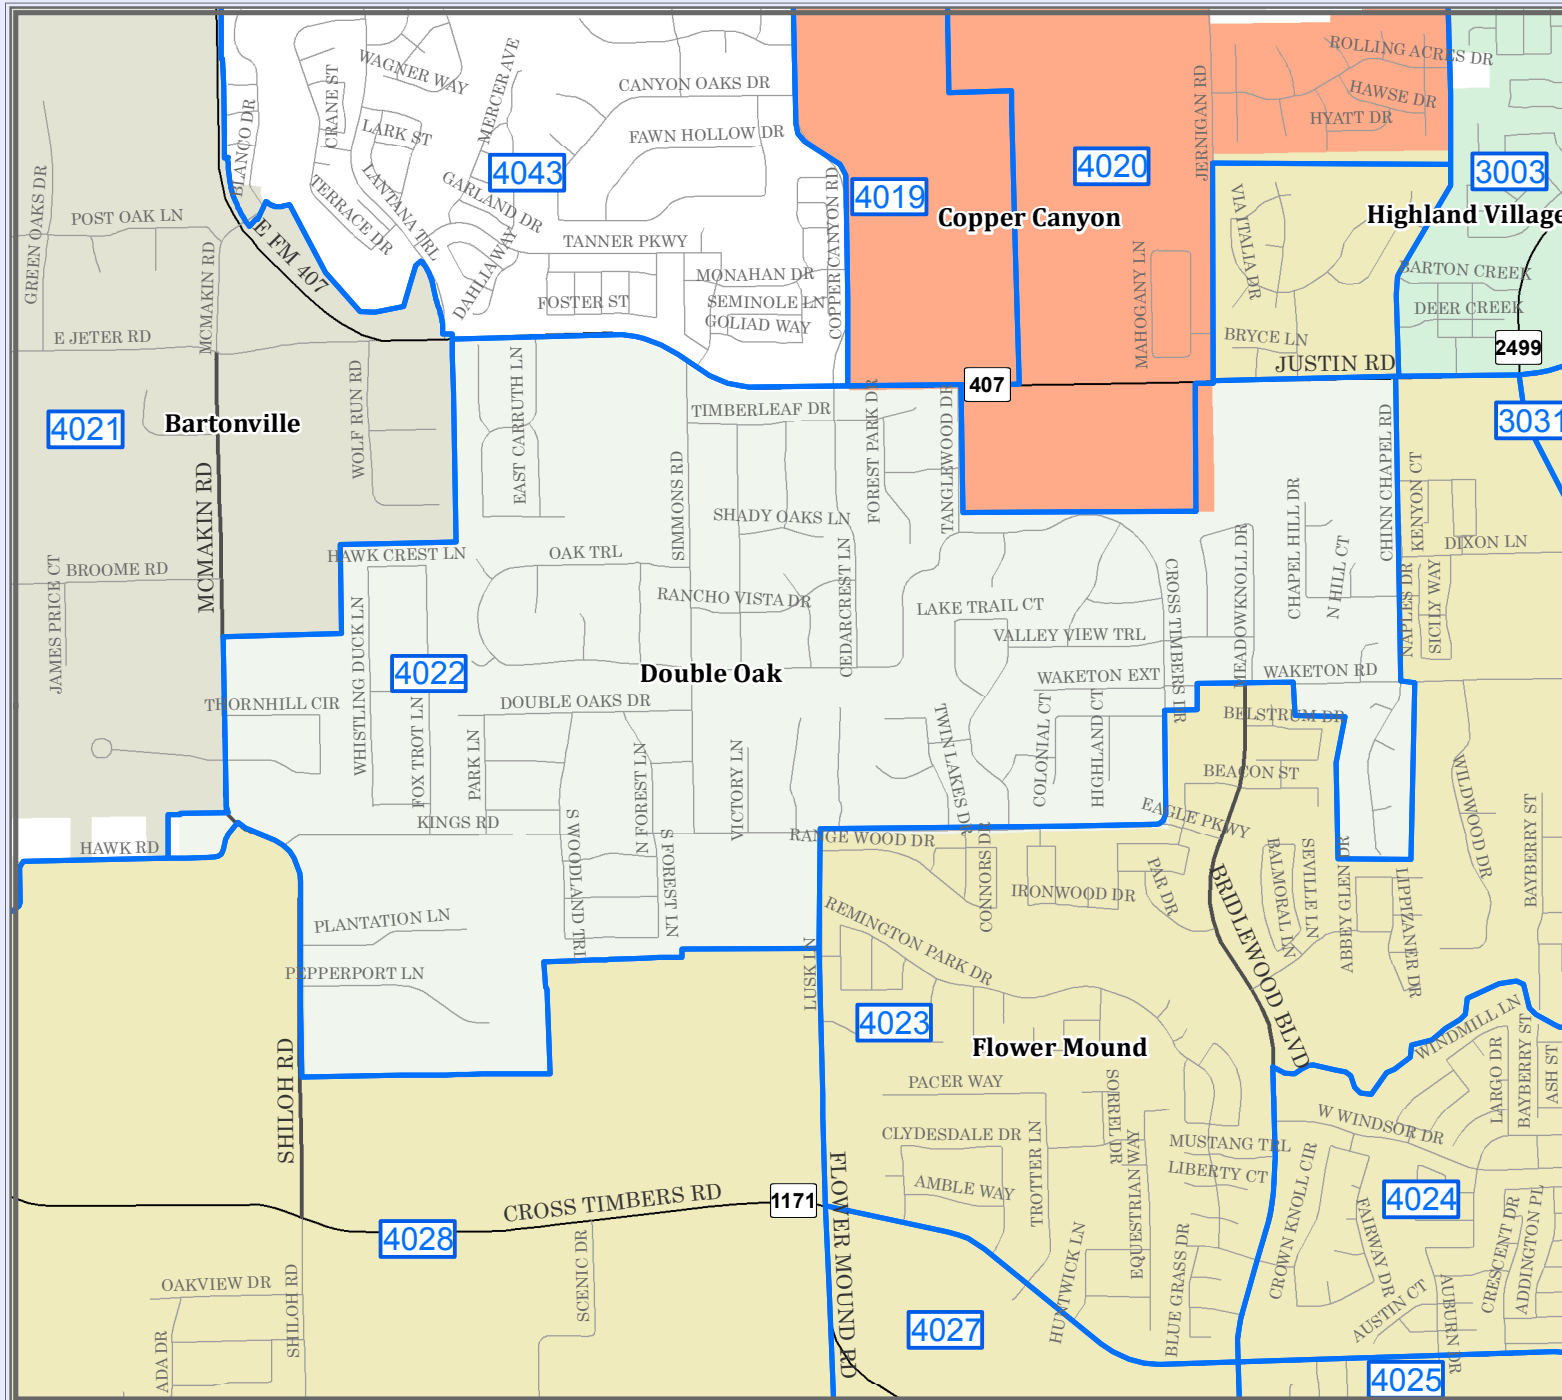 WAGNER WAY
MERCER AVE
CANYON OAKS DR
ROLLING ACRES DR
CRANE ST
BLANCO DR
LARK ST
FAWN HOLLOW DR
JERNIGAN RD
HAWSE DR
HYATT DR
4043
4019
4020
3003
GREEN OAKS DR
POST OAK LN
LANTANA TRL
TERRACE DR
GARLAND DR
COPPER CANYON RD
Copper Canyon
VIA ITALIA DR
Highland Village
E FM 407
MCMAKIN RD
TANNER PKWY
DAHLIA WAY
MONAHAN DR
SEMINOLE LN
GOLIAD WAY
FOSTER ST
MAHOGANY LN
BARTON CREEK
DEER CREEK
E JETER RD
BRYCE LN
2499
JUSTIN RD
407
WOLF RUN RD
EAST CARRUTH LN
TIMBERLEAF DR
FOREST PARK DR
TANGLEWOOD DR
4021
Bartonville
3031
CHINN CHAPEL RD
MCMAKIN RD
SIMMONS RD
SHADY OAKS LN
CHAPEL HILL DR
KENYON CT
DIXON LN
HAWK CREST LN
OAK TRL
CEDARCREST LN
CROSS TIMBERS DR
MEADOWKNOLL DR
N HILL CT
NAPLES DR
SICILY WAY
BROOME RD
JAMES PRICE CT
RANCHO VISTA DR
LAKE TRAIL CT
VALLEY VIEW TRL
WHISTLING DUCK LN
4022
Double Oak
WAKETON EXT
WAKETON RD
THORNHILL CIR
DOUBLE OAKS DR
BELSTRUM DR
FOX TROT LN
PARK LN
N FOREST LN
VICTORY LN
TWIN LAKES DR
COLONIAL CT
HIGHLAND CT
BEACON ST
WILDWOOD DR
BAYBERRY ST
KINGS RD
S WOODLAND TRL
S FOREST LN
RANGE WOOD DR
EAGLE PKWY
HAWK RD
CONNORS DR
IRONWOOD DR
PAR DR
BRIDLEWOOD BLVD
BALMORAL LN
SEVILLE LN
ABBEY GLEN DR
LIPPIZANER DR
PLANTATION LN
REMINGTON PARK DR
PEPPERPORT LN
LUSK LN
4023
Flower Mound
WINDMILL LN
SHILOH RD
PACER WAY
SORREL DR
LARGO DR
BAYBERRY ST
ASH ST
W WINDSOR DR
CLYDESDALE DR
TROTTER LN
EQUESTRIAN WAY
MUSTANG TRL
LIBERTY CT
AMBLE WAY
CROWN KNOLL CIR
FAIRWAY DR
4024
CRESCENT DR
ADDINGTON PL
CROSS TIMBERS RD
1171
FLOWER MOUND RD
4028
SCENIC DR
HUNTWICK LN
BLUE GRASS DR
OAKVIEW DR
SHILOH RD
ADA DR
4027
AUSTIN CT
AUBURN DR
4025